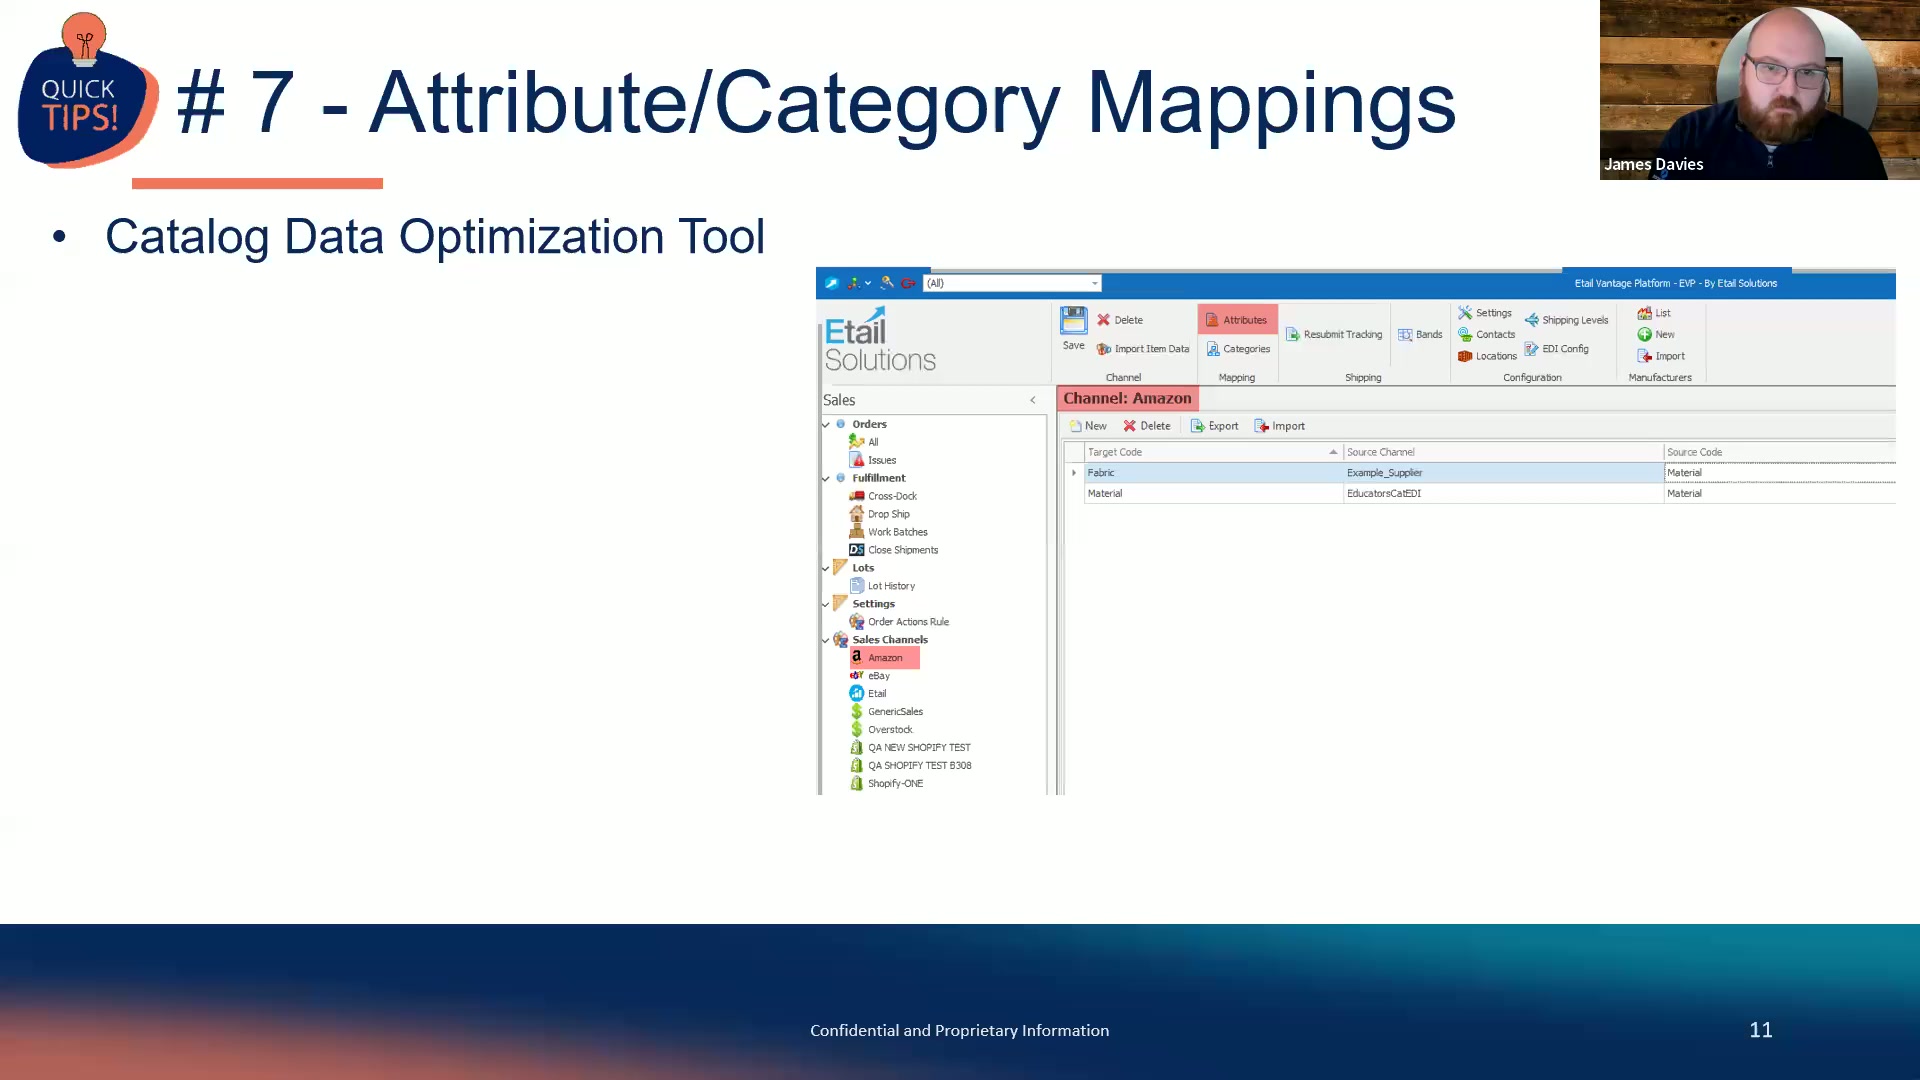 QUICK
TIPS!
# 7 - Attribute/Category Mappings
James Davies
• Catalog Data Optimization Tool
(All)
Etail Vantage Platform - EVP - By Etail Solutions
Etail
Solutions
Save
Delete
Import Item Data
Channel
Attributes
Categories
Mapping
Resubmit Tracking
Shipping
Bands
Settings
Contacts
Locations
Shipping Levels
EDI Config
Configuration
List
New
Import
Manufacturers
Sales
Orders
All
Issues
Fulfillment
Cross-Dock
Drop Ship
Work Batches
Close Shipments
Lots
Lot History
Settings
Order Actions Rule
Sales Channels
Amazon
eBay
Etail
GenericSales
Overstock
QA NEW SHOPIFY TEST
QA SHOPIFY TEST B308
Shopify-ONE
Channel: Amazon
New Delete Export Import
Target Code Source Channel Source Code
Fabric Example_Supplier Material
Material EducatorsCatEDI Material
Confidential and Proprietary Information
11